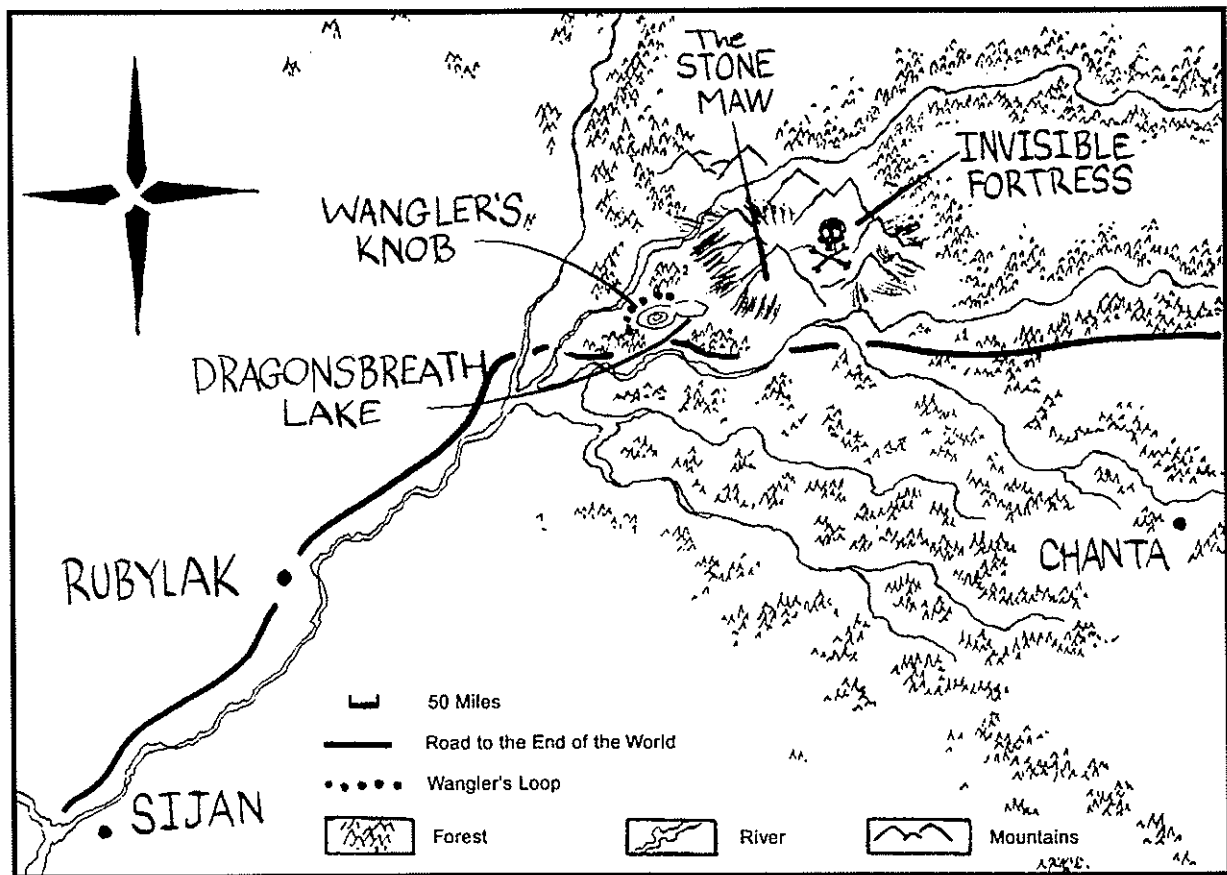 The
STONE
MAW
INVISIBLE
FORTRESS
WANGLER'S
KNOB
DRAGONSBREATH
LAKE
RUBYLAK
CHANTA
SIJAN
50 Miles
Road to the End of the World
Wangler's Loop
Forest
River
Mountains